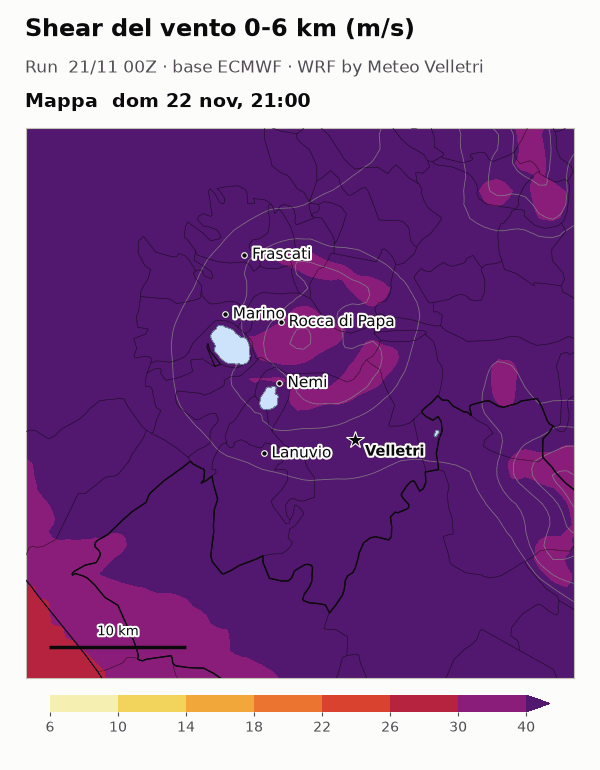 Shear del vento 0-6 km (m/s)
Run  21/11 00Z · base ECMWF · WRF by Meteo Velletri
Mappa  dom 22 nov, 21:00
Frascati
Marino
Rocca di Papa
Nemi
Lanuvio
Velletri
10 km
6 10 14 18 22 26 30 40